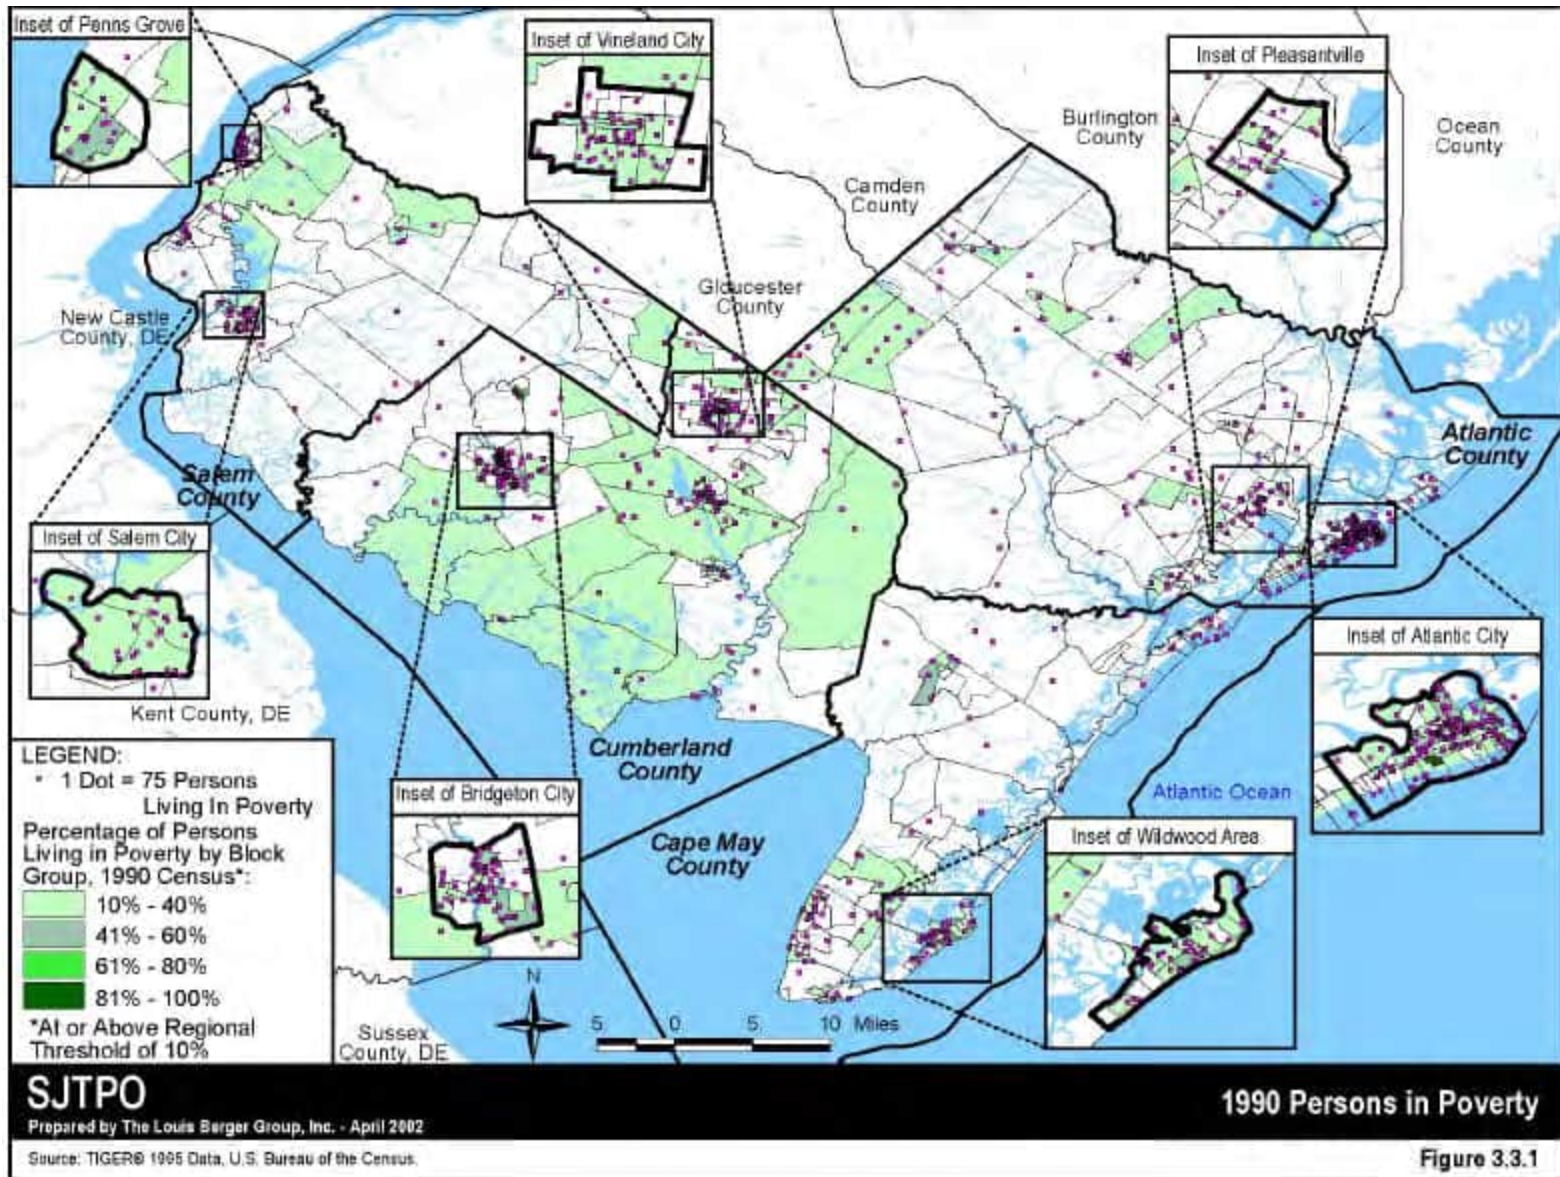 Inset of Penns Grove
Inset of Vineland City
Inset of Pleasantville
Burlington
County
Ocean
County
Camden
County
Gloucester
County
New Castle
County, DE
Atlantic
County
Salem
County
Inset of Salem City
Inset of Atlantic City
Kent County, DE
LEGEND:
1 Dot = 75 Persons
Living In Poverty
Percentage of Persons
Living in Poverty by Block
Group, 1990 Census*:
10% - 40%
41% - 60%
61% - 80%
81% - 100%
*At or Above Regional
Threshold of 10%
Cumberland
County
Inset of Bridgeton City
Atlantic Ocean
Cape May
County
Inset of Wildwood Area
N
5 0 5 10 Miles
Sussex
County, DE
SJTPO
1990 Persons in Poverty
Prepared by The Louis Berger Group, Inc. - April 2002
Source: TIGER® 1995 Data, U.S. Bureau of the Census.
Figure 3.3.1